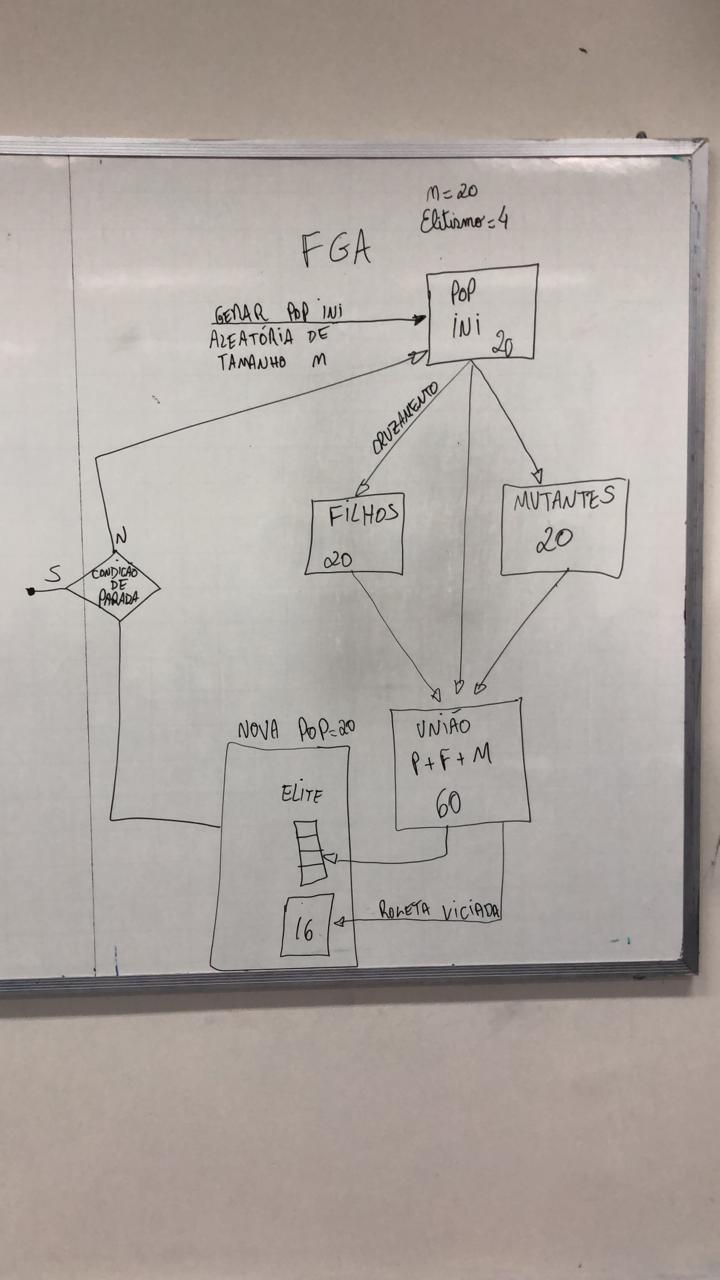 M=20
Elitismo=4
FGA
GERAR POP INI
ALEATÓRIA DE
TAMANHO M
POP
INI
20
CRUZAMENTO
FILHOS
20
MUTANTES
20
N
S
CONDIÇÃO
DE
PARADA
NOVA POP=20
UNIÃO
P+F+M
60
ELITE
16
ROLETA VICIADA